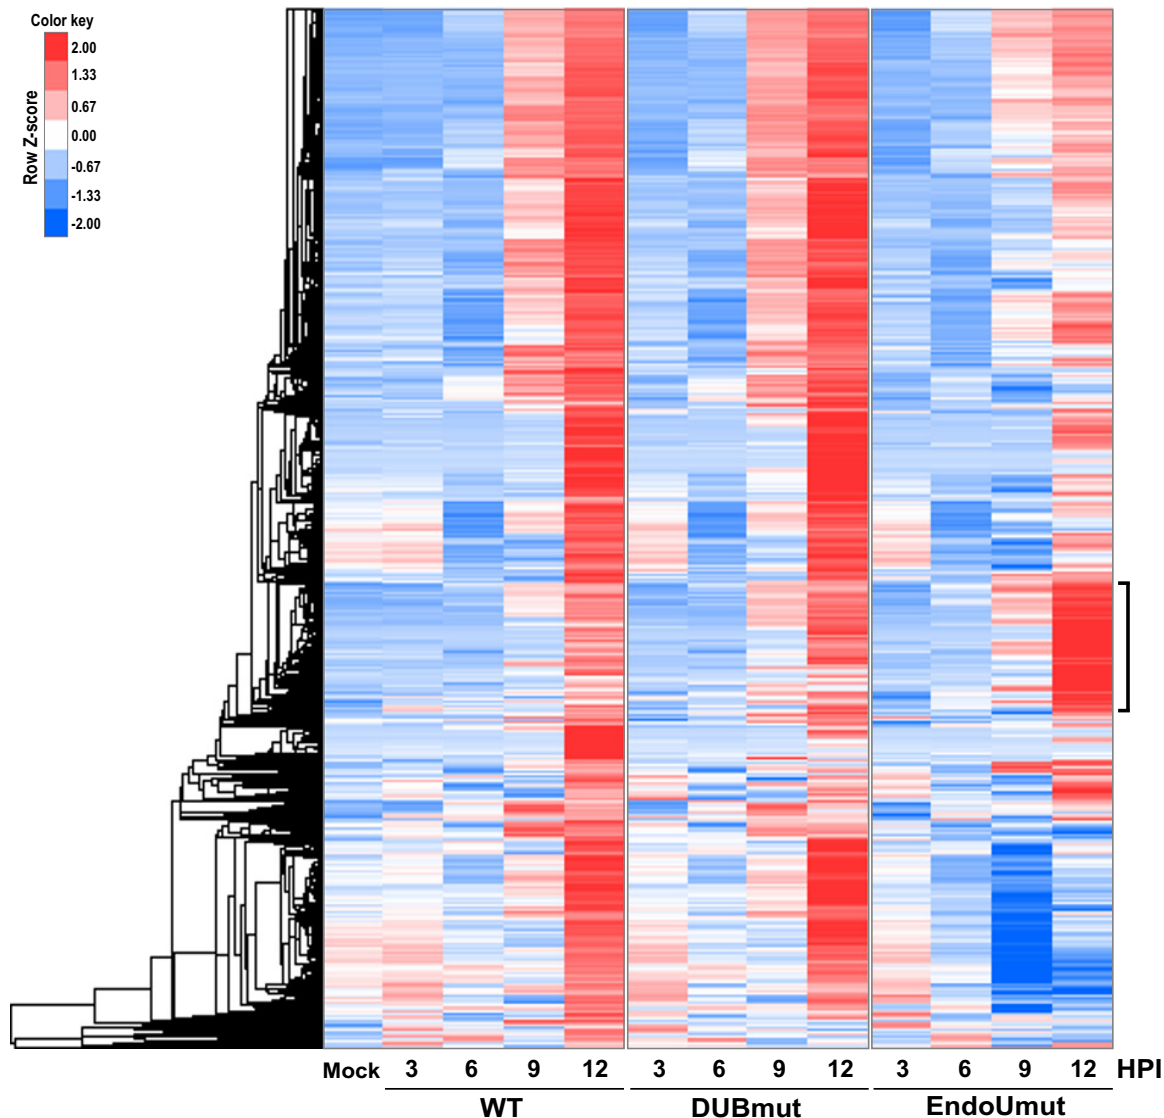 Color key
Row Z-score
2.00
1.33
0.67
0.00
-0.67
-1.33
-2.00
Mock 3 6 9 12 3 6 9 12 3 6 9 12 HPI
WT DUBmut EndoUmut